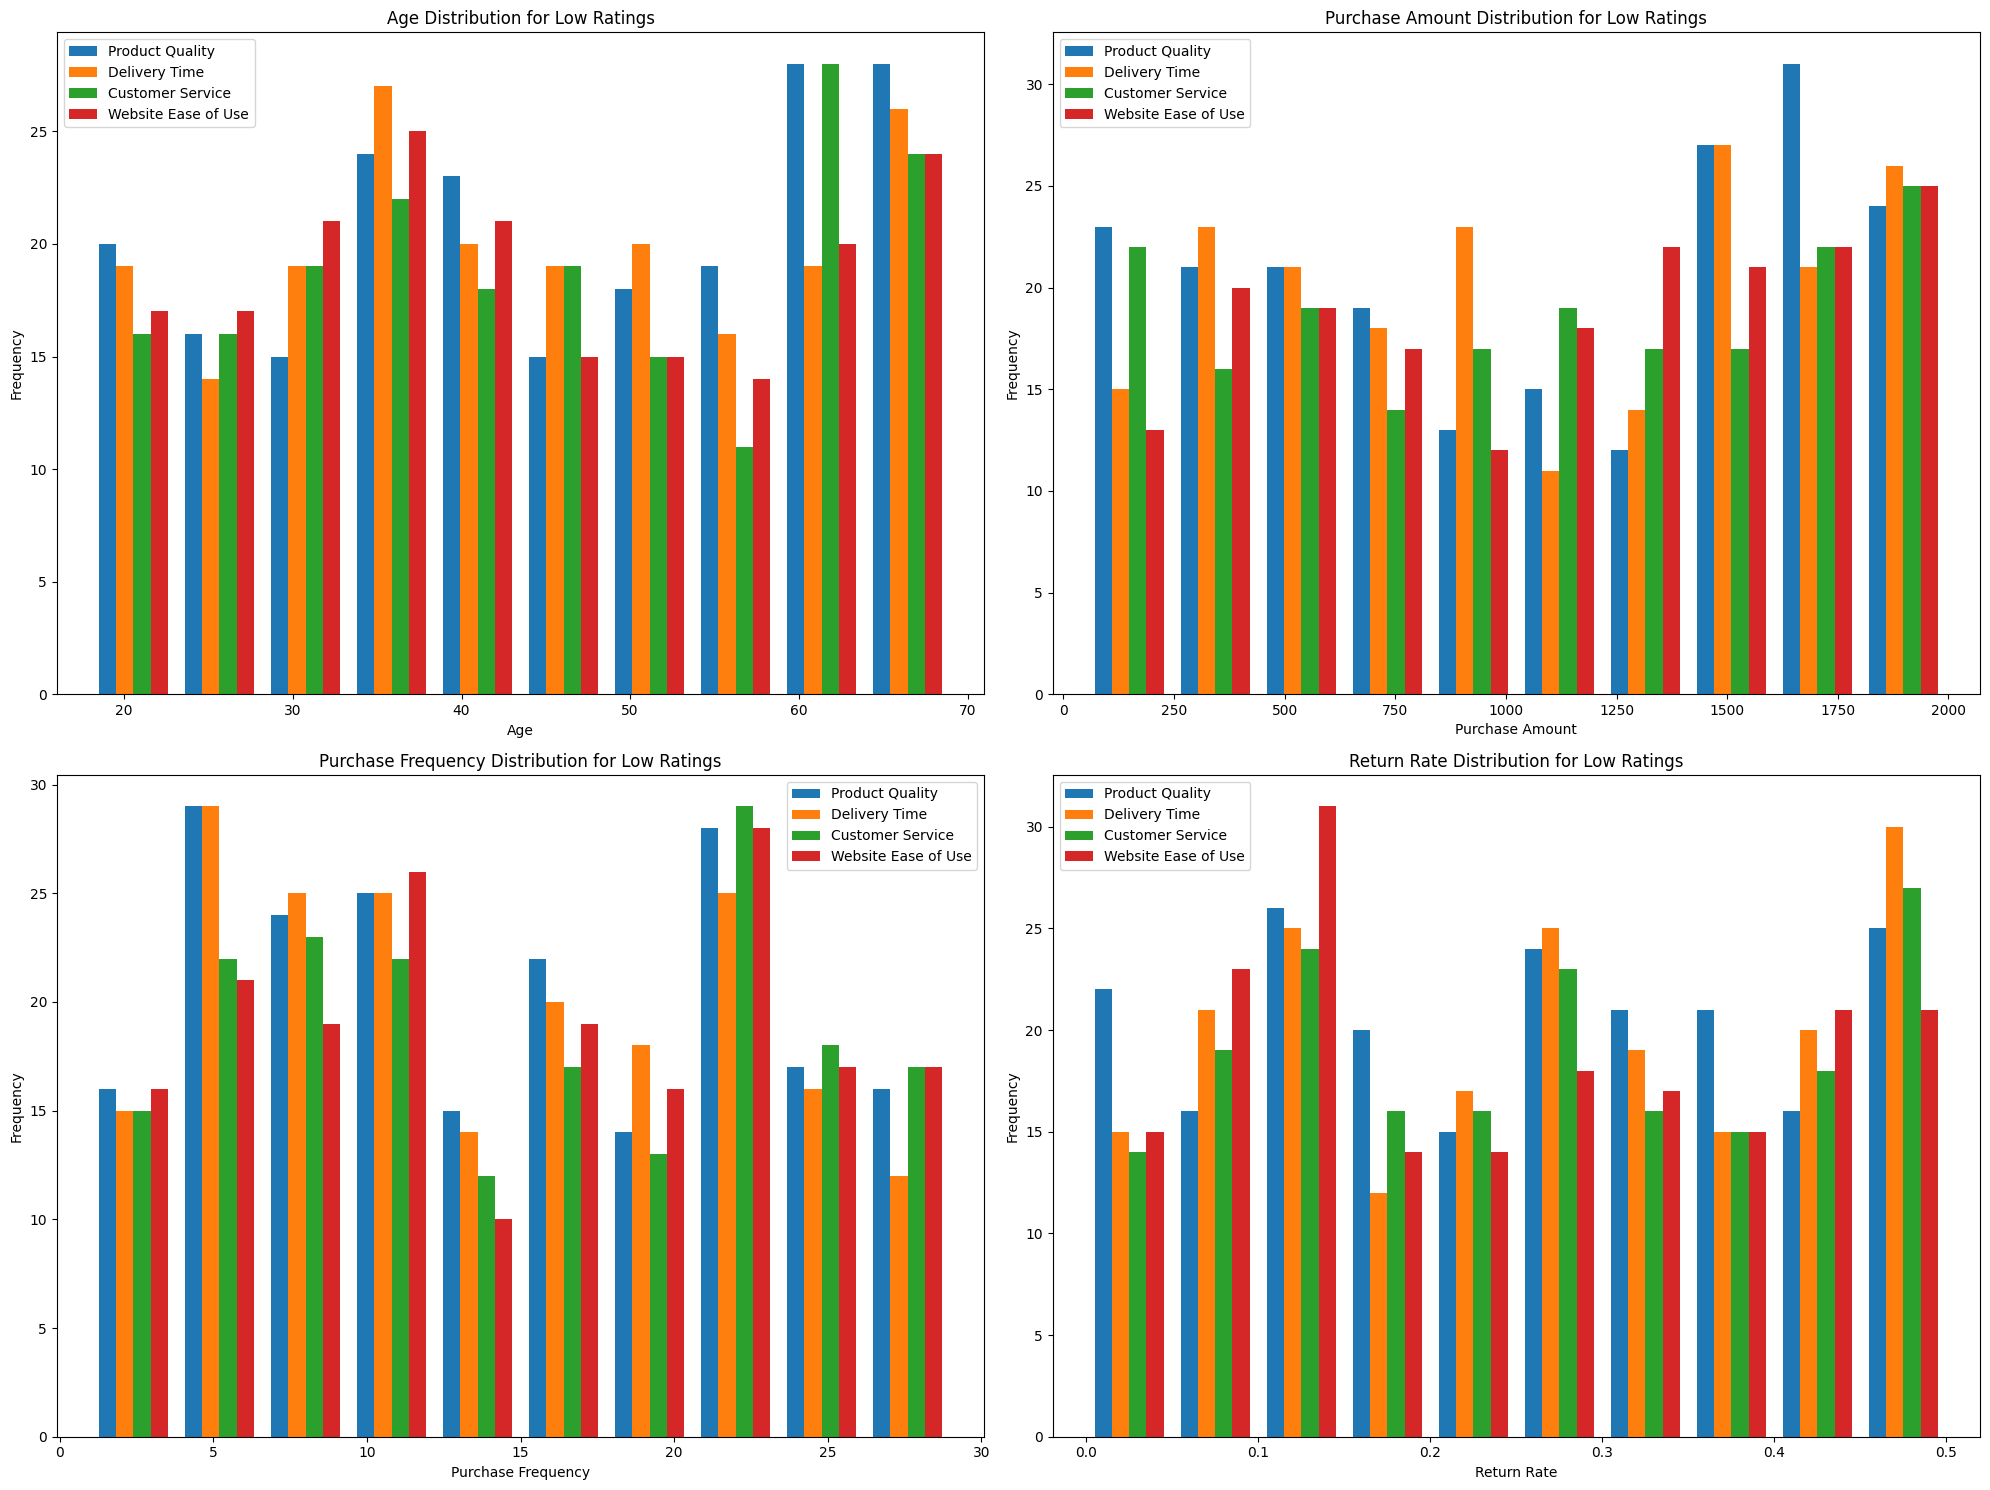 Age Distribution for Low Ratings
Product Quality
Delivery Time
Customer Service
Website Ease of Use
Frequency
25
20
15
10
5
0
20 30 40 50 60 70
Age
Purchase Amount Distribution for Low Ratings
Product Quality
Delivery Time
Customer Service
Website Ease of Use
Frequency
30
25
20
15
10
5
0
0 250 500 750 1000 1250 1500 1750 2000
Purchase Amount
Purchase Frequency Distribution for Low Ratings
Product Quality
Delivery Time
Customer Service
Website Ease of Use
Frequency
30
25
20
15
10
5
0
0 5 10 15 20 25 30
Purchase Frequency
Return Rate Distribution for Low Ratings
Product Quality
Delivery Time
Customer Service
Website Ease of Use
Frequency
30
25
20
15
10
5
0
0.0 0.1 0.2 0.3 0.4 0.5
Return Rate